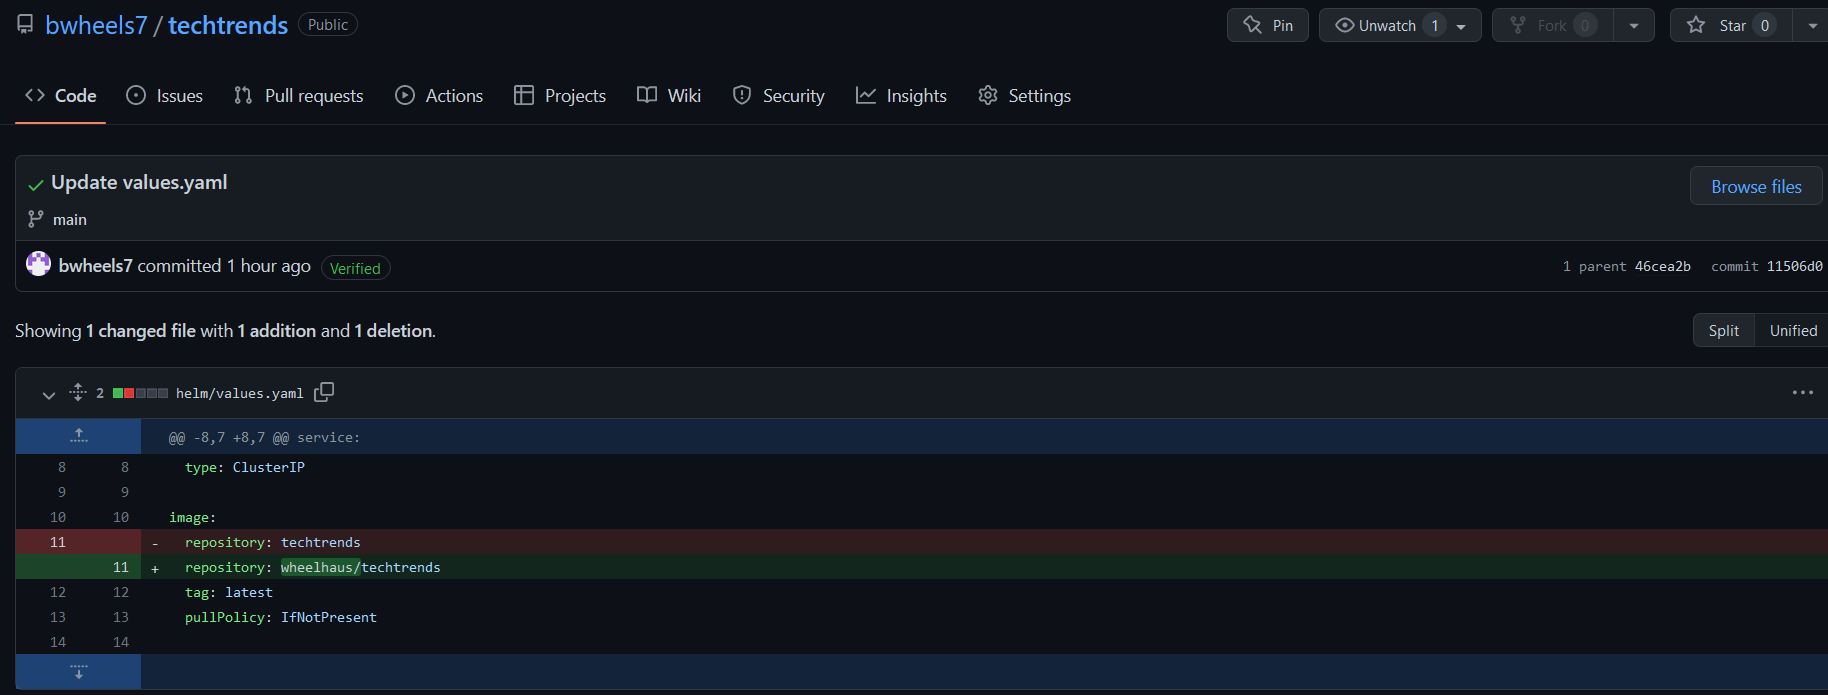 bwheels7 / techtrends Public Pin Unwatch 1 Fork 0 Star 0
Code Issues Pull requests Actions Projects Wiki Security Insights Settings
Update values.yaml Browse files
main
bwheels7 committed 1 hour ago Verified 1 parent 46cea2b commit 11506d0
Showing 1 changed file with 1 addition and 1 deletion. Split Unified
2 helm/values.yaml
@@ -8,7 +8,7 @@ service:
8 8 type: ClusterIP
9 9
10 10 image:
11 - repository: techtrends
11 + repository: wheelhaus/techtrends
12 12 tag: latest
13 13 pullPolicy: IfNotPresent
14 14